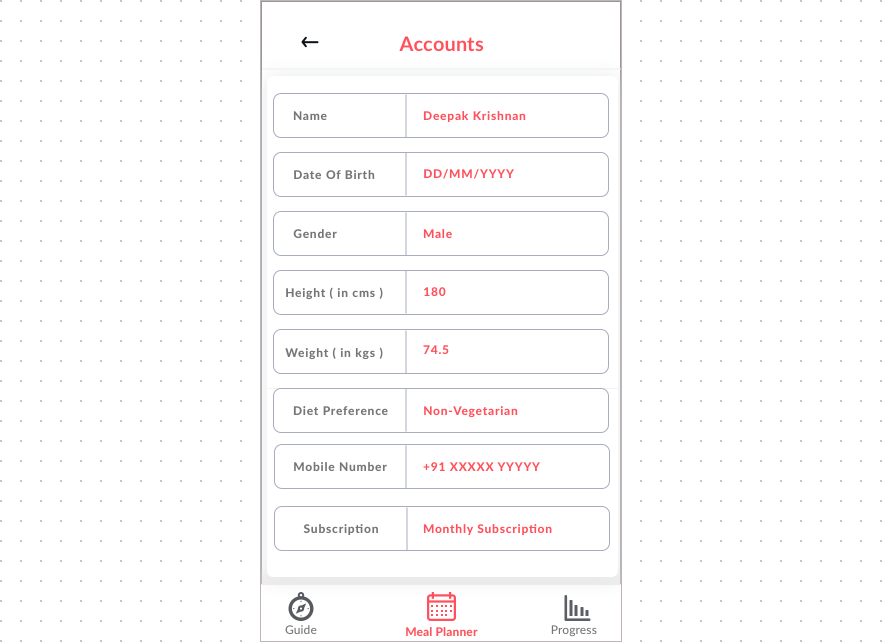 Accounts
Name Deepak Krishnan
Date Of Birth DD/MM/YYYY
Gender Male
Height ( in cms ) 180
Weight ( in kgs ) 74.5
Diet Preference Non-Vegetarian
Mobile Number +91 XXXXX YYYYY
Subscription Monthly Subscription
Guide Meal Planner Progress